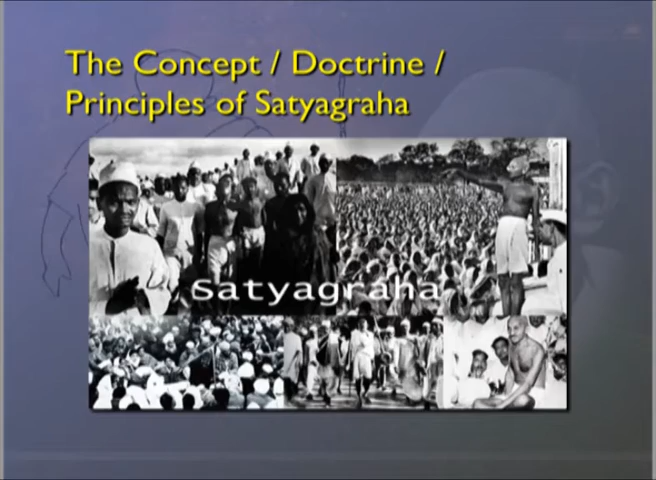 The Concept / Doctrine /
Principles of Satyagraha
satyagraha